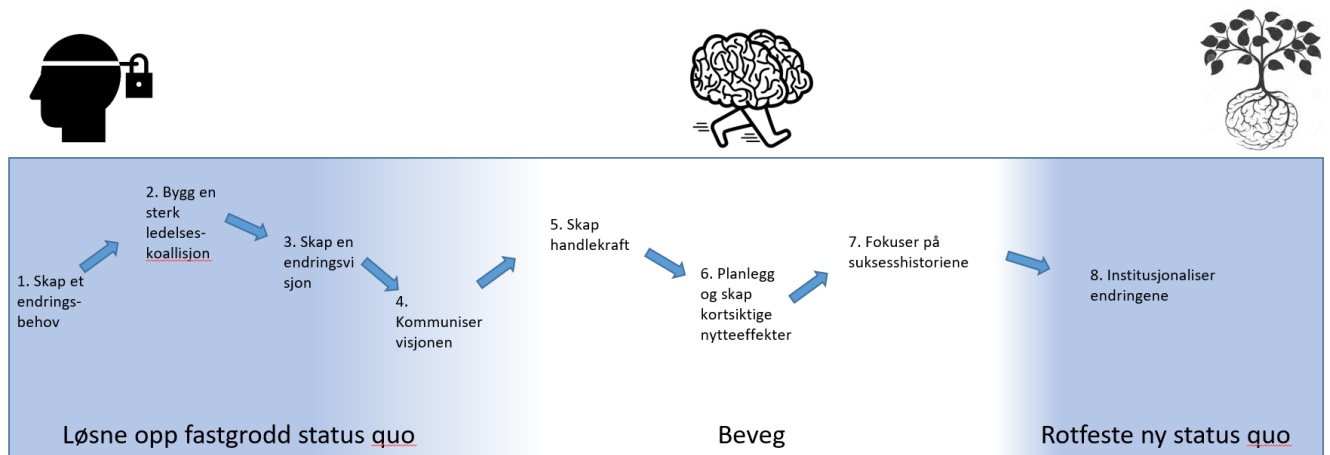 1. Skap et
endrings-
behov
2. Bygg en
sterk
ledelses-
koallisjon
3. Skap en
endringsvi
sjon
4.
Kommuniser
visjonen
5. Skap
handlekraft
6. Planlegg
og skap
kortsiktige
nytteeffekter
7. Fokuser på
suksesshistoriene
8. Institusjonaliser
endringene
Løsne opp fastgrodd status quo
Beveg
Rotfeste ny status quo